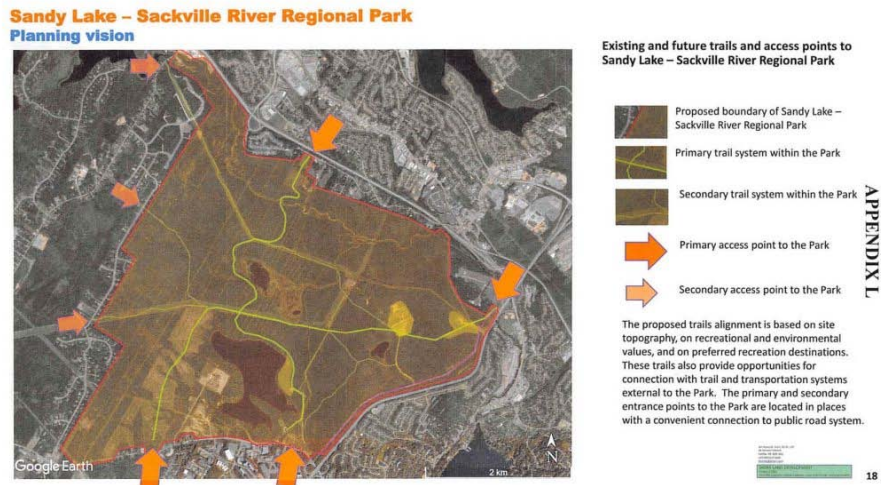 Sandy Lake – Sackville River Regional Park
Planning vision
Existing and future trails and access points to
Sandy Lake – Sackville River Regional Park
Proposed boundary of Sandy Lake –
Sackville River Regional Park
Primary trail system within the Park
Secondary trail system within the Park
Primary access point to the Park
Secondary access point to the Park
The proposed trails alignment is based on site
topography, on recreational and environmental
values, and on preferred recreation destinations.
These trails also provide opportunities for
connection with trail and transportation systems
external to the Park. The primary and secondary
entrance points to the Park are located in places
with a convenient connection to public road system.
APPENDIX L
Google Earth
2 km
N
18